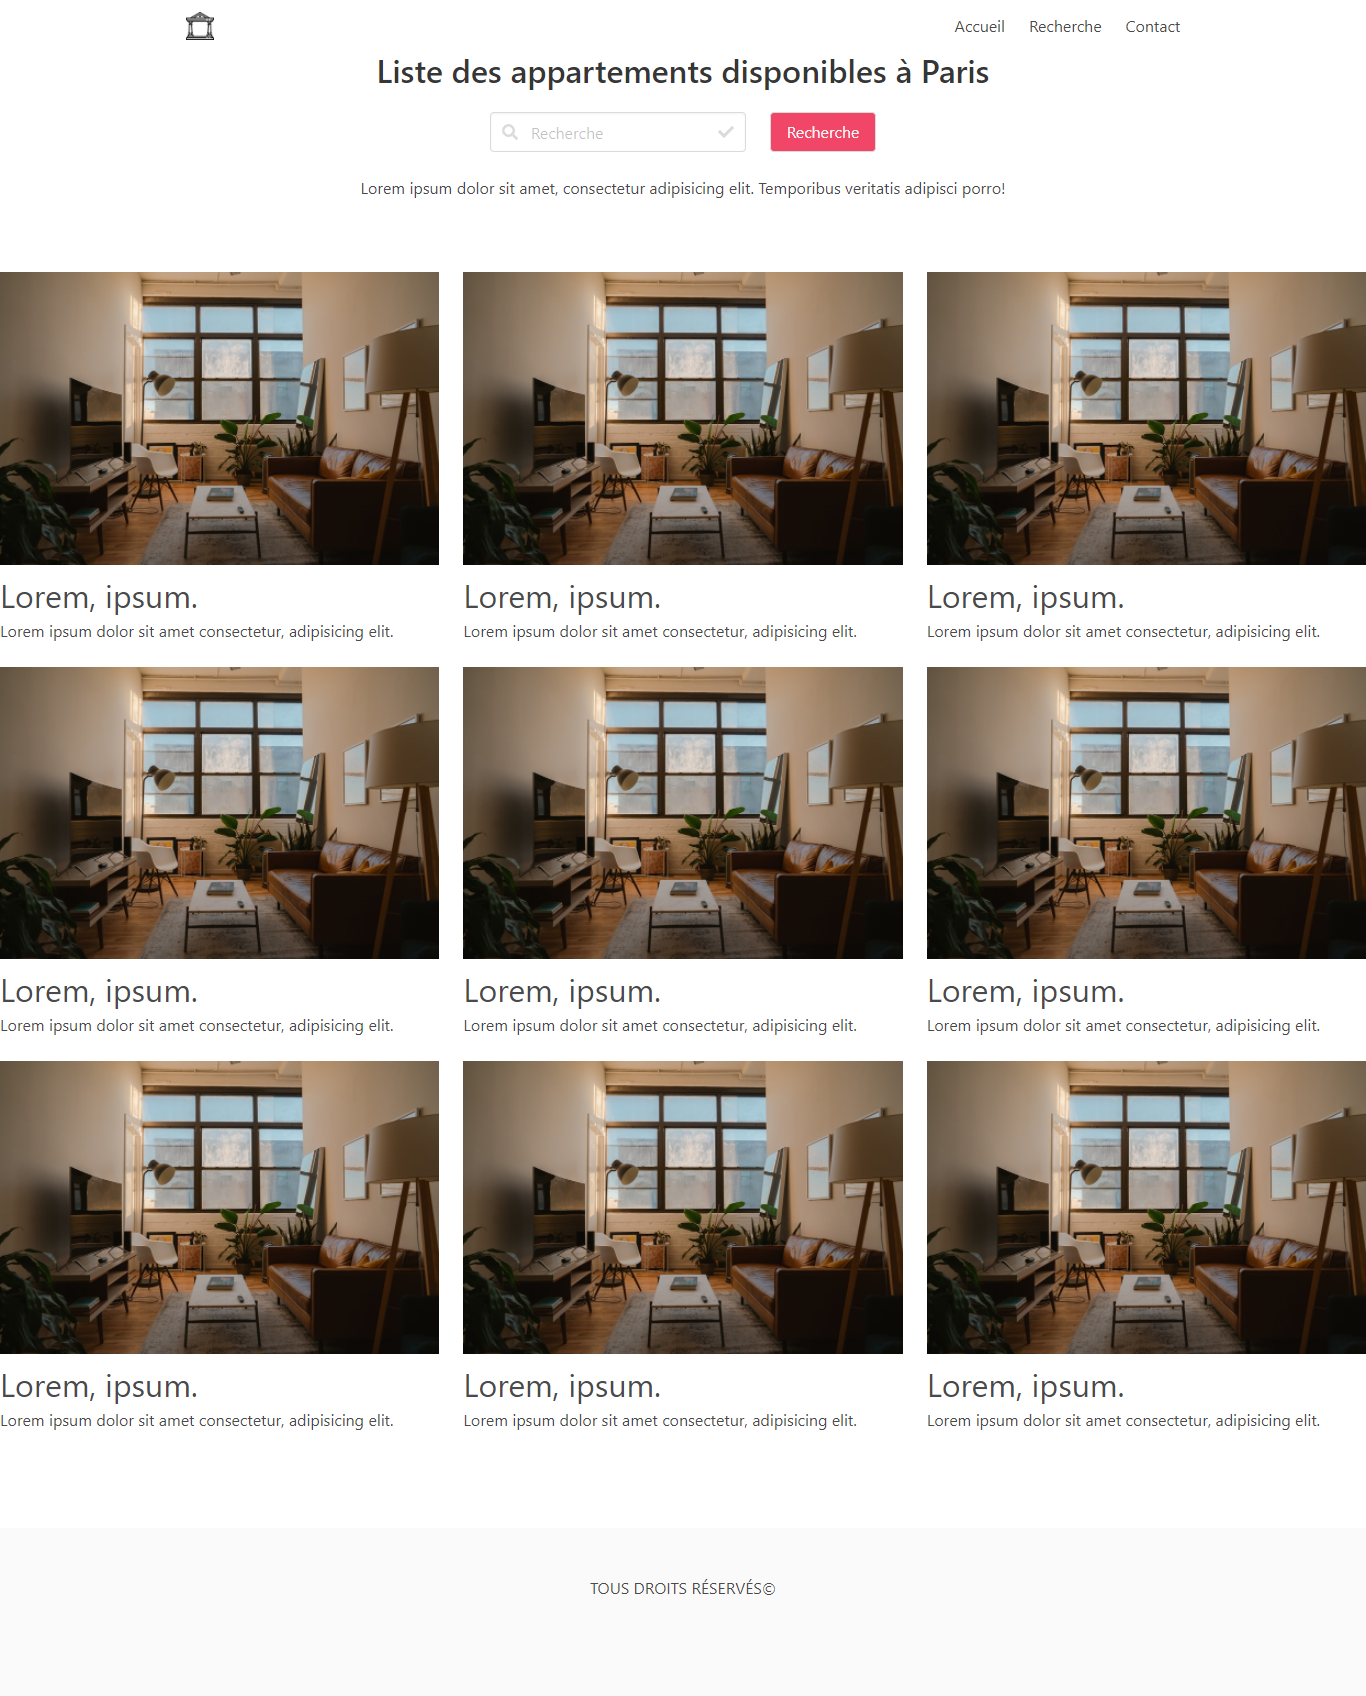 Accueil Recherche Contact
Liste des appartements disponibles à Paris
Recherche Recherche
Lorem ipsum dolor sit amet, consectetur adipisicing elit. Temporibus veritatis adipisci porro!
Lorem, ipsum. Lorem, ipsum. Lorem, ipsum.
Lorem ipsum dolor sit amet consectetur, adipisicing elit. Lorem ipsum dolor sit amet consectetur, adipisicing elit. Lorem ipsum dolor sit amet consectetur, adipisicing elit.
Lorem, ipsum. Lorem, ipsum. Lorem, ipsum.
Lorem ipsum dolor sit amet consectetur, adipisicing elit. Lorem ipsum dolor sit amet consectetur, adipisicing elit. Lorem ipsum dolor sit amet consectetur, adipisicing elit.
Lorem, ipsum. Lorem, ipsum. Lorem, ipsum.
Lorem ipsum dolor sit amet consectetur, adipisicing elit. Lorem ipsum dolor sit amet consectetur, adipisicing elit. Lorem ipsum dolor sit amet consectetur, adipisicing elit.
TOUS DROITS RÉSERVÉS©